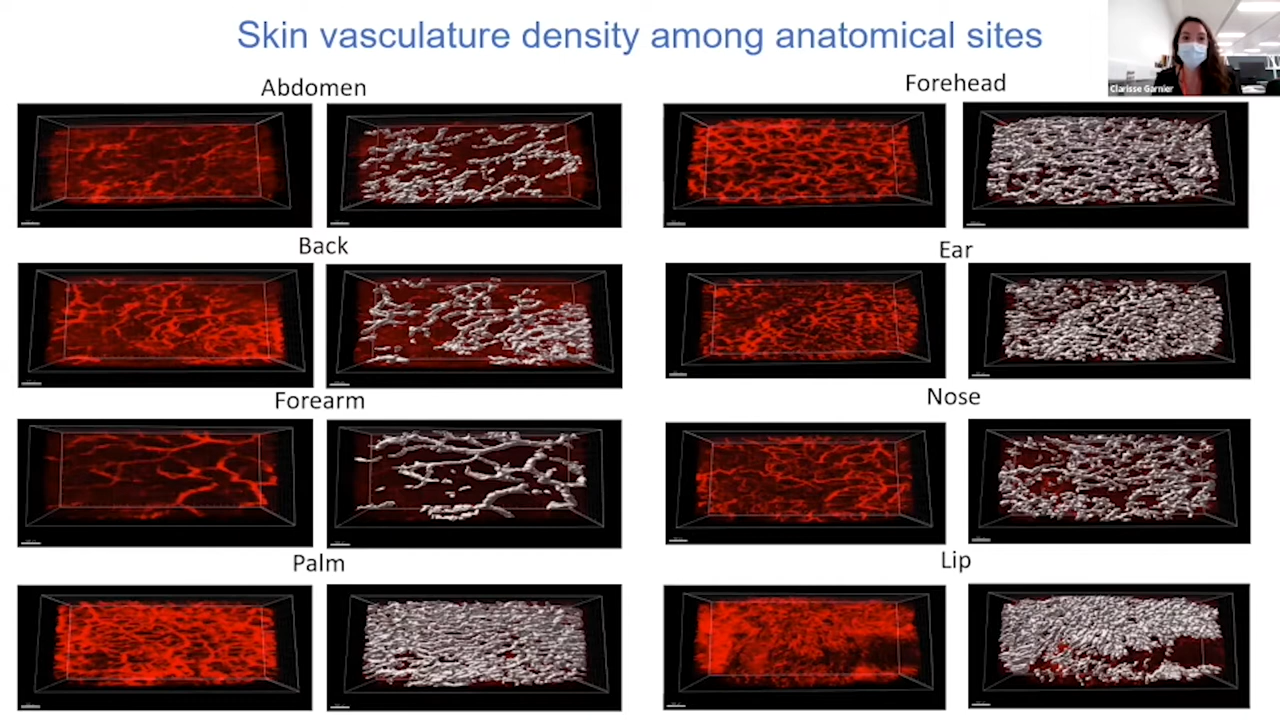 Skin vasculature density among anatomical sites
Clarisse Garnier
Abdomen
Forehead
Back
Ear
Forearm
Nose
Palm
Lip